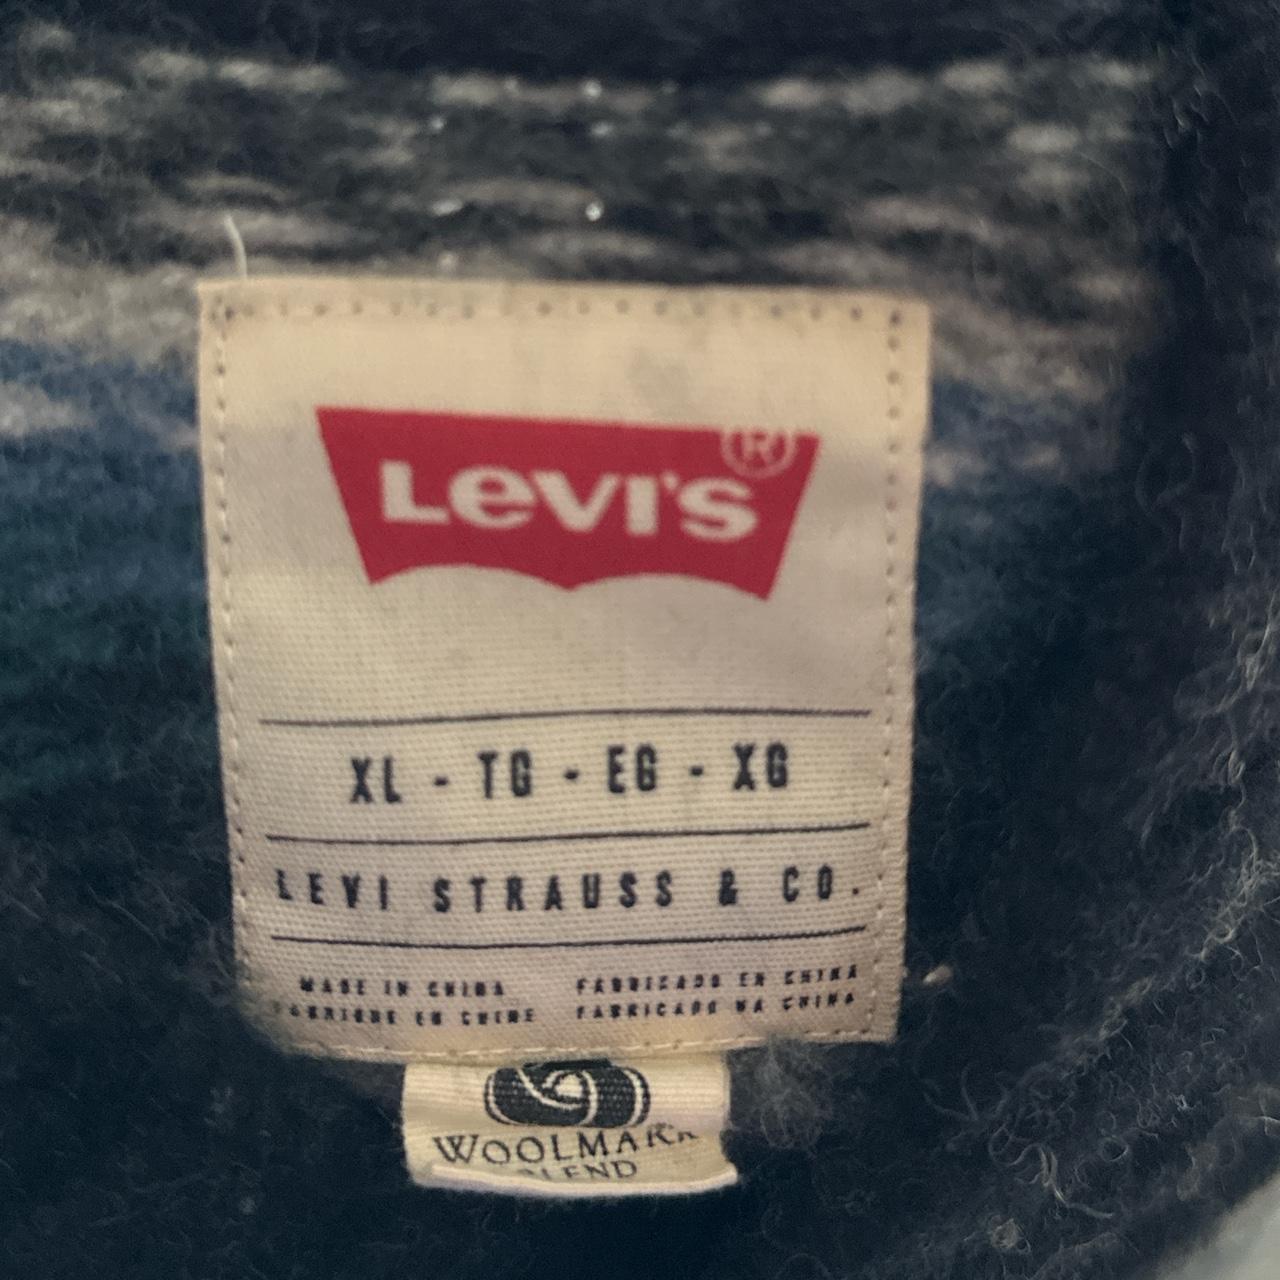 LEVI'S®
XL - TG - EG - XG
LEVI STRAUSS & CO.
MADE IN CHINA FABRICADO EN CHINA
FABRIQUE EN CHINE FABRICADO NA CHINA
WOOLMARK
BLEND